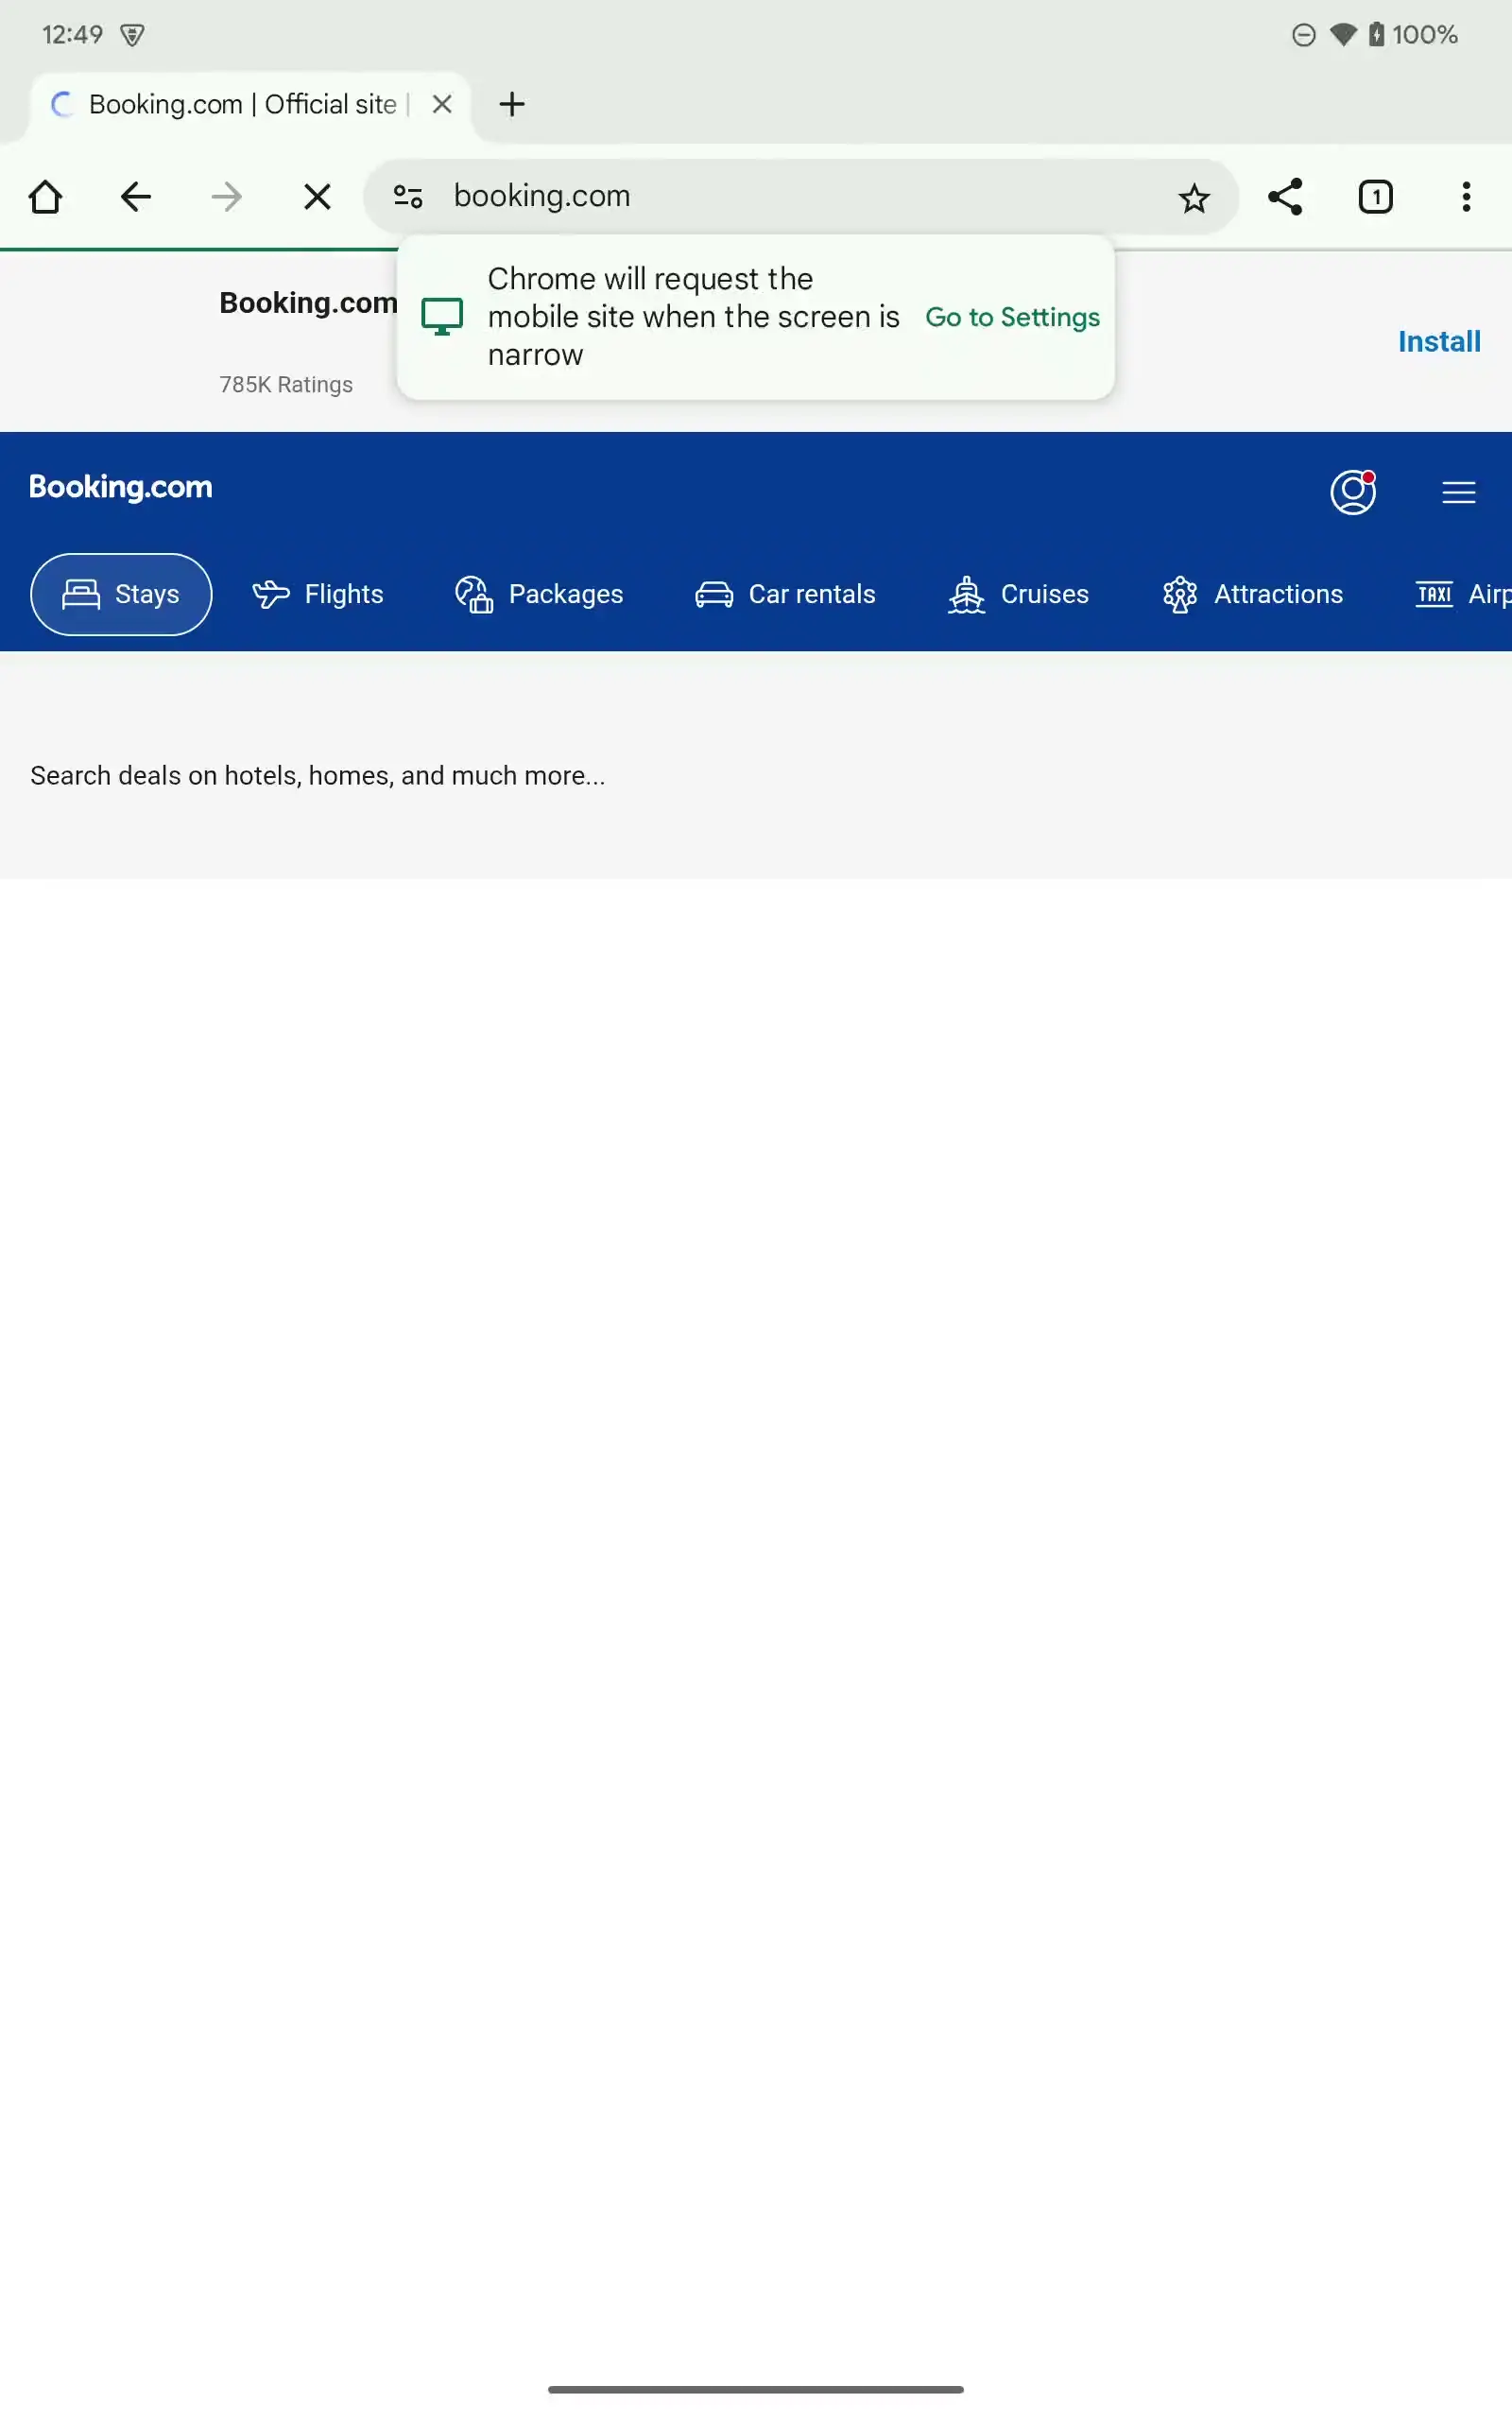 12:49
100%
Booking.com | Official site |
booking.com
1
Chrome will request the
mobile site when the screen is
narrow
Go to Settings
Booking.com
785K Ratings
Install
Booking.com
Stays
Flights
Packages
Car rentals
Cruises
Attractions
TAXI
Airp
Search deals on hotels, homes, and much more...